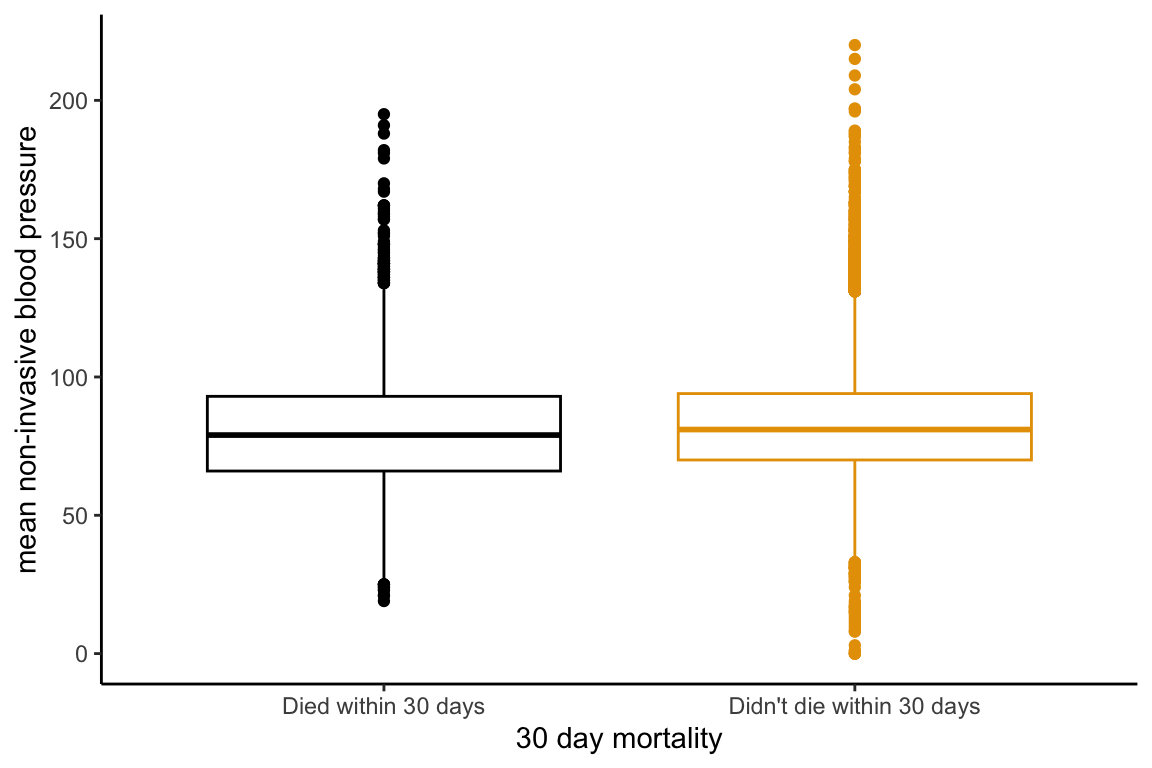 mean non-invasive blood pressure
200
150
100
50
0
Died within 30 days
Didn't die within 30 days
30 day mortality